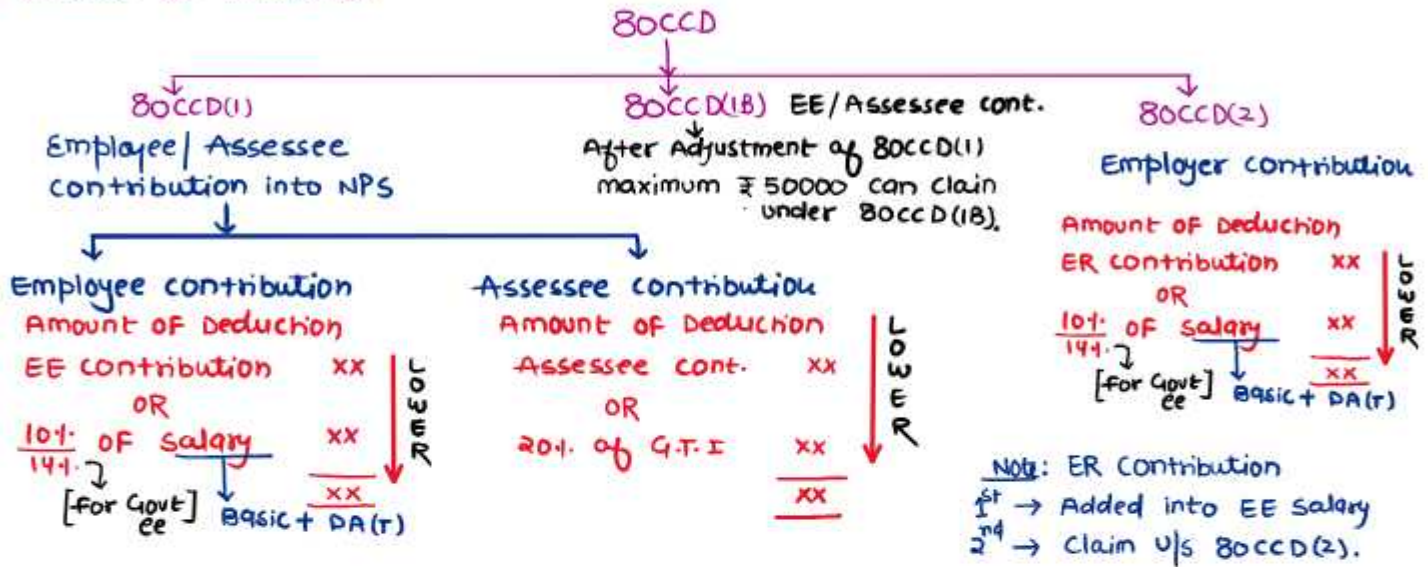 80CCD
80CCD(1)
Employee/ Assessee
contribution into NPS
Employee contribution
Amount of Deduction
EE contribution xx
OR
10%/14% of salary xx
[for Govt ee] Basic + DA(r)
xx
LOWER
Assessee contribution
Amount of Deduction
Assessee cont. xx
OR
20% of G.T.I xx
xx
LOWER
80CCD(1B) EE/Assessee cont.
After Adjustment of 80CCD(1)
maximum ₹ 50000 can clain
under 80CCD(1B).
80CCD(2)
Employer contribution
Amount of Deduction
ER contribution xx
OR
10%/14% of salary xx
[for Govt ee] Basic + DA(r)
xx
LOWER
Note: ER contribution
1st → Added into EE salary
2nd → Claim U/s 80CCD(2).